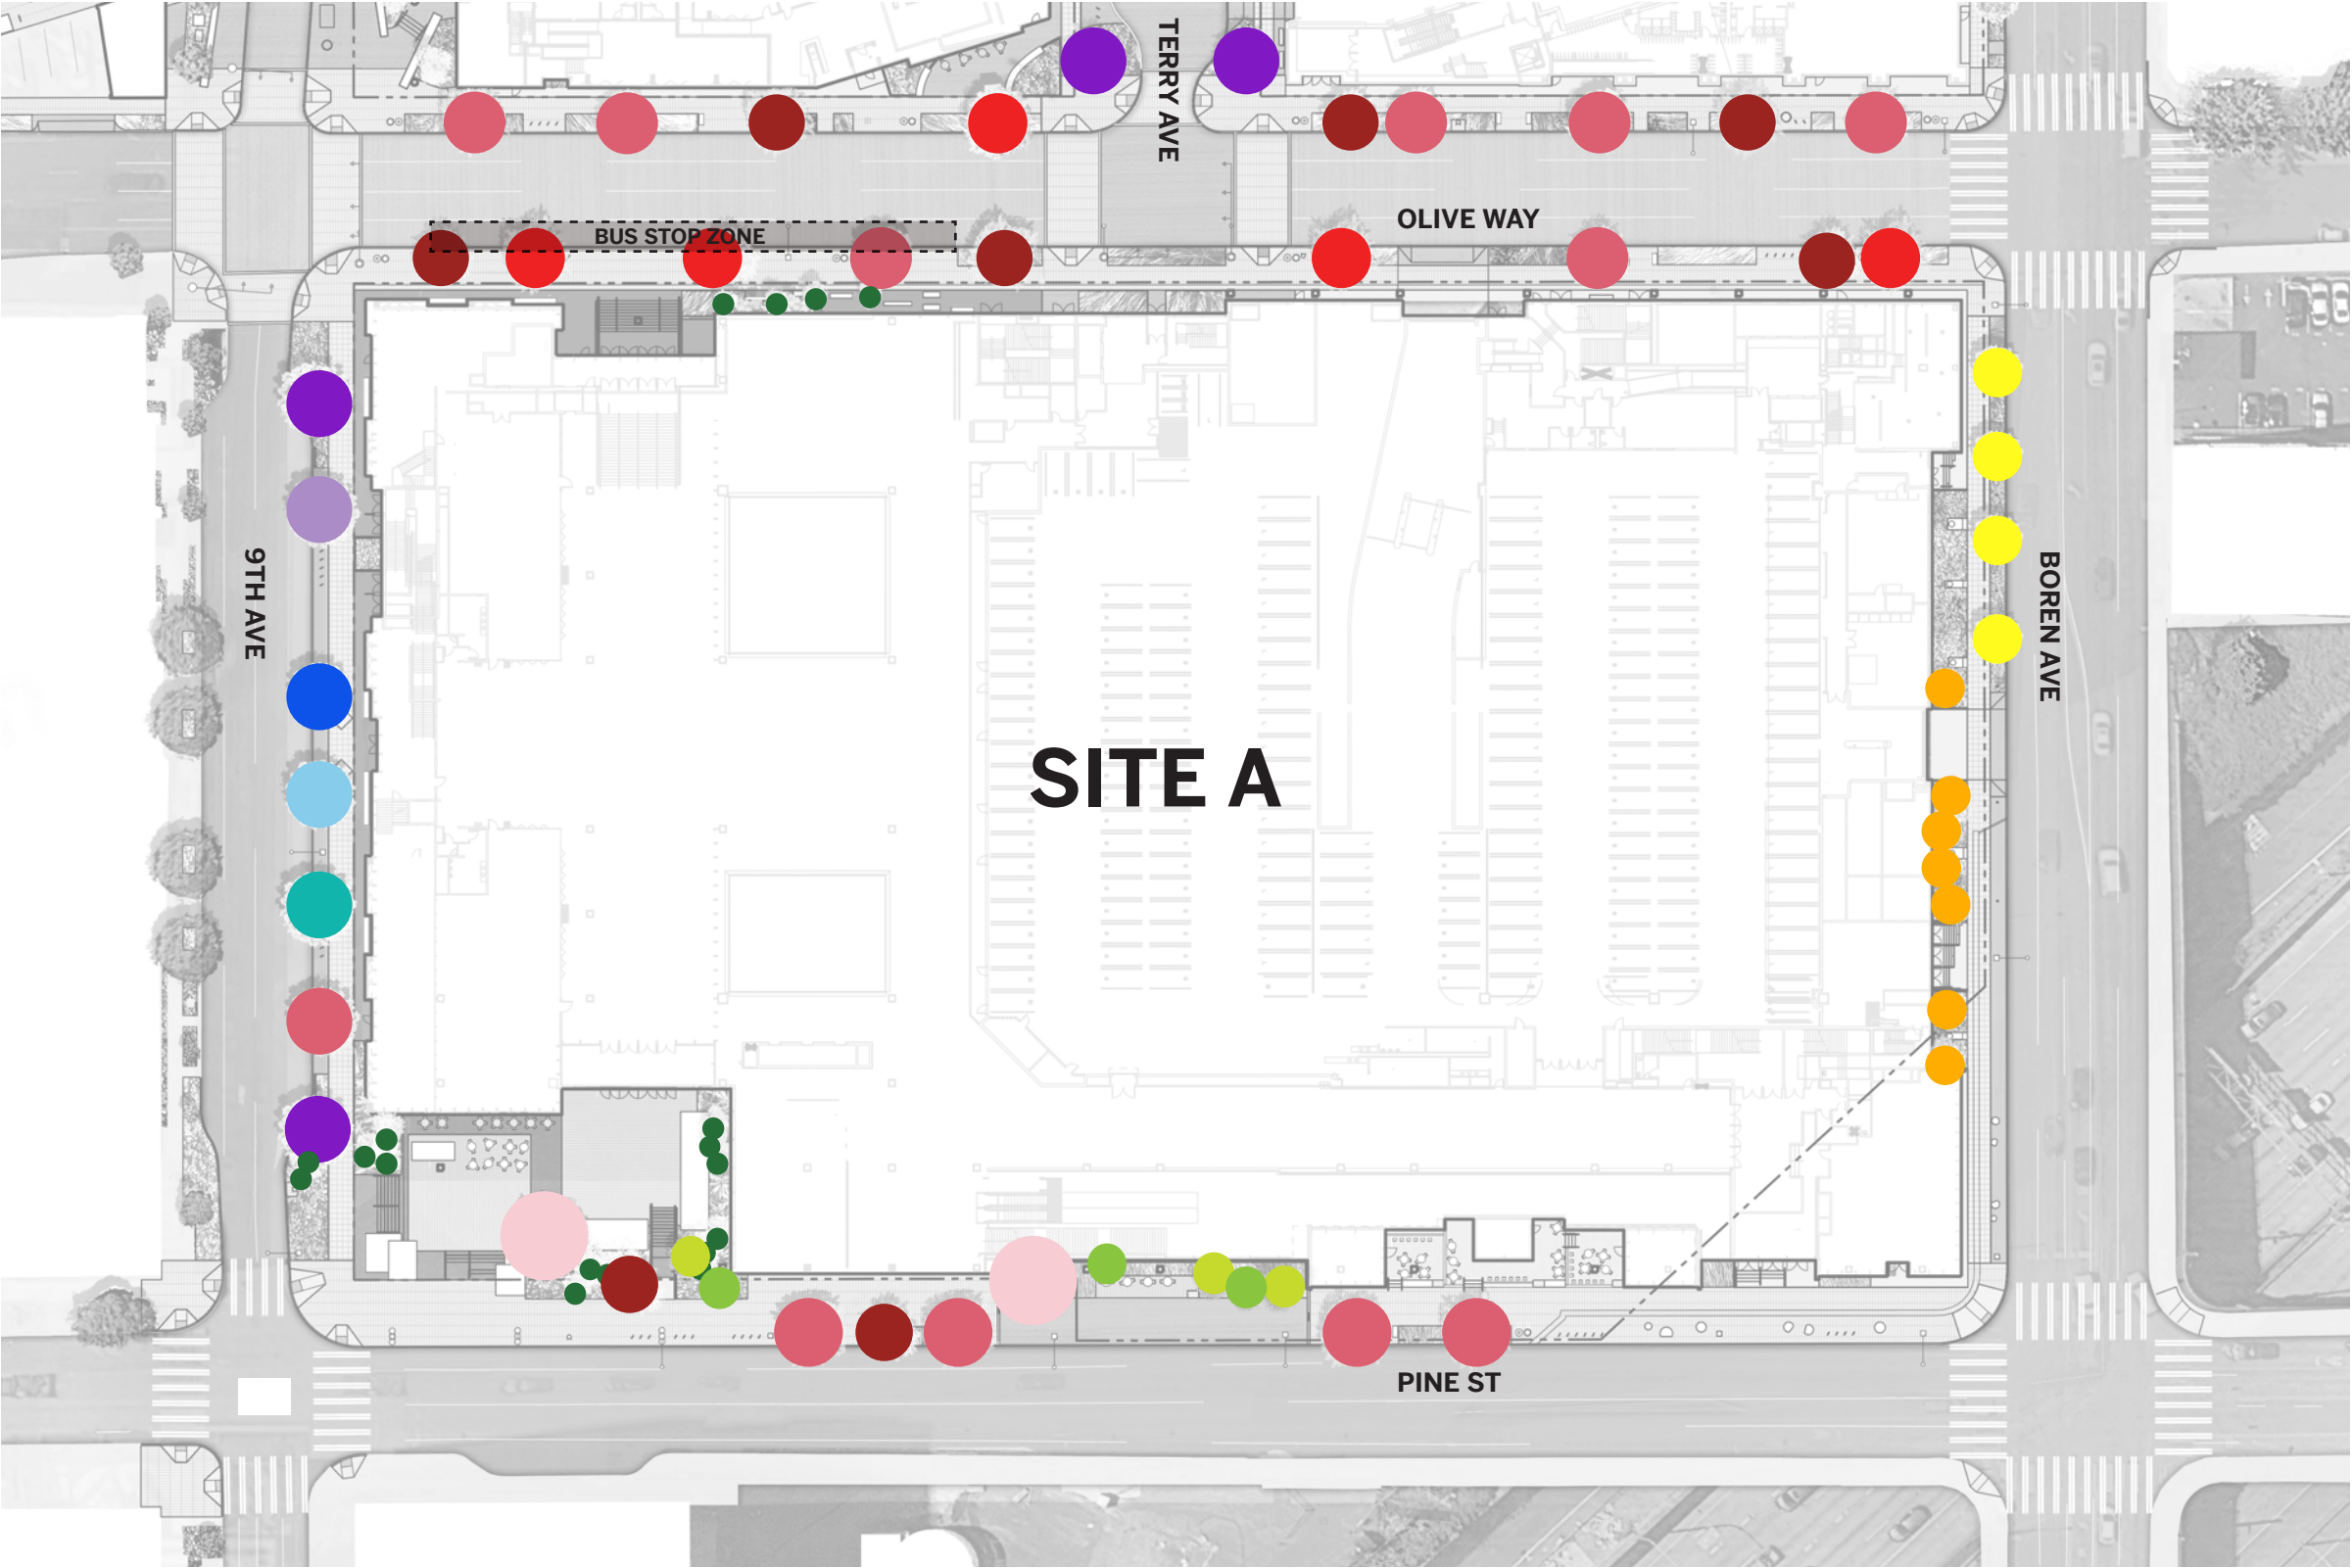 TERRY AVE
OLIVE WAY
BUS STOP ZONE
9TH AVE
BOREN AVE
SITE A
PINE ST